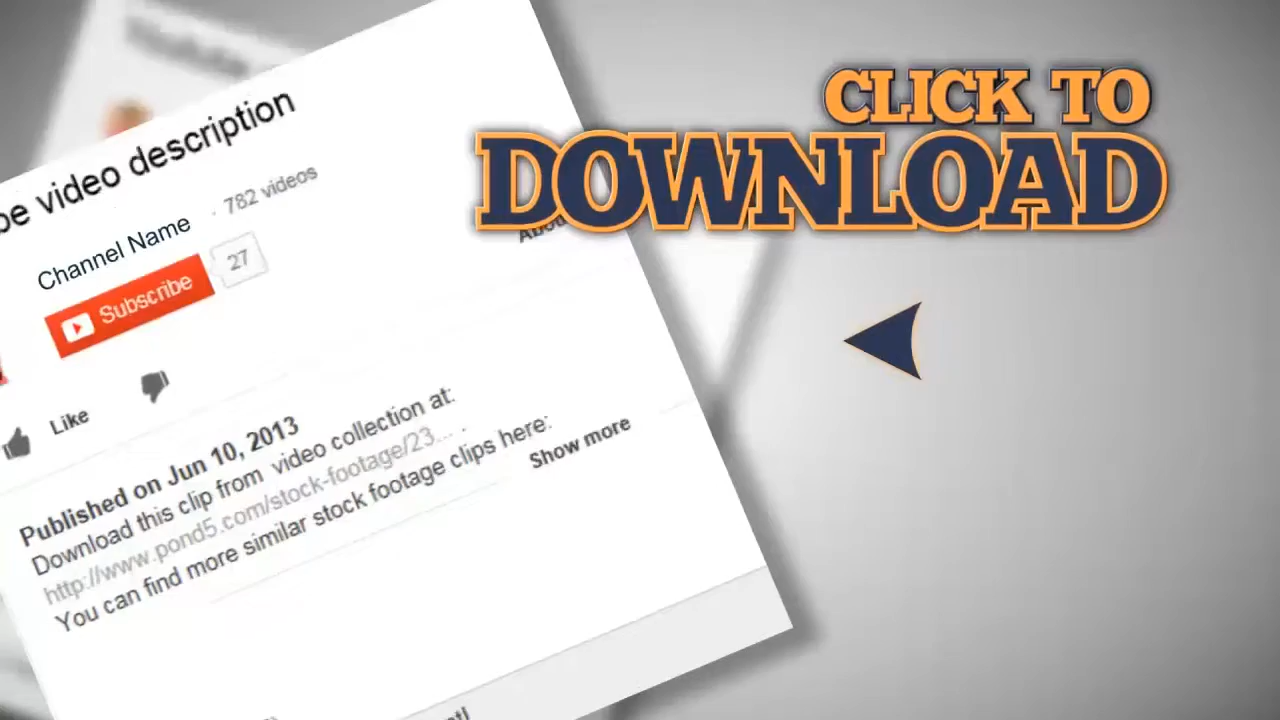 CLICK TO
DOWNLOAD
be video description
Channel Name · 782 videos
Subscribe 27
Like
Published on Jun 10, 2013
Download this clip from video collection at:
http://www.pond5.com/stock-footage/23... .
You can find more similar stock footage clips here:
Show more